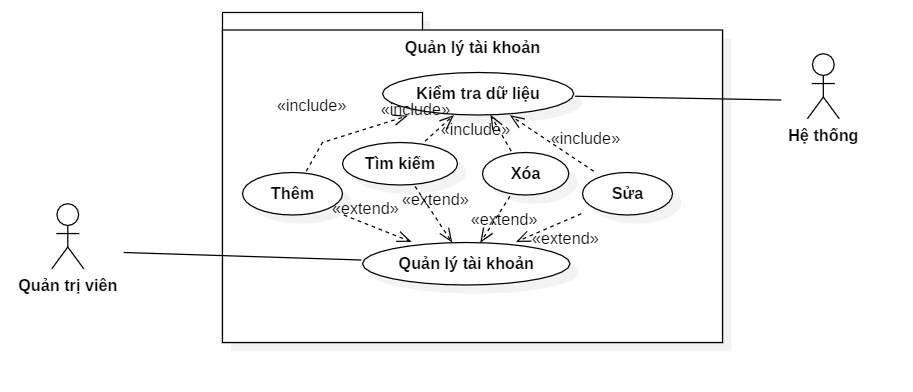 Quản lý tài khoản
Kiểm tra dữ liệu
«include»
«include»
«include»
«include»
Hệ thống
Tìm kiếm
Xóa
Thêm
Sửa
«extend»
«extend»
«extend»
«extend»
Quản lý tài khoản
Quản trị viên